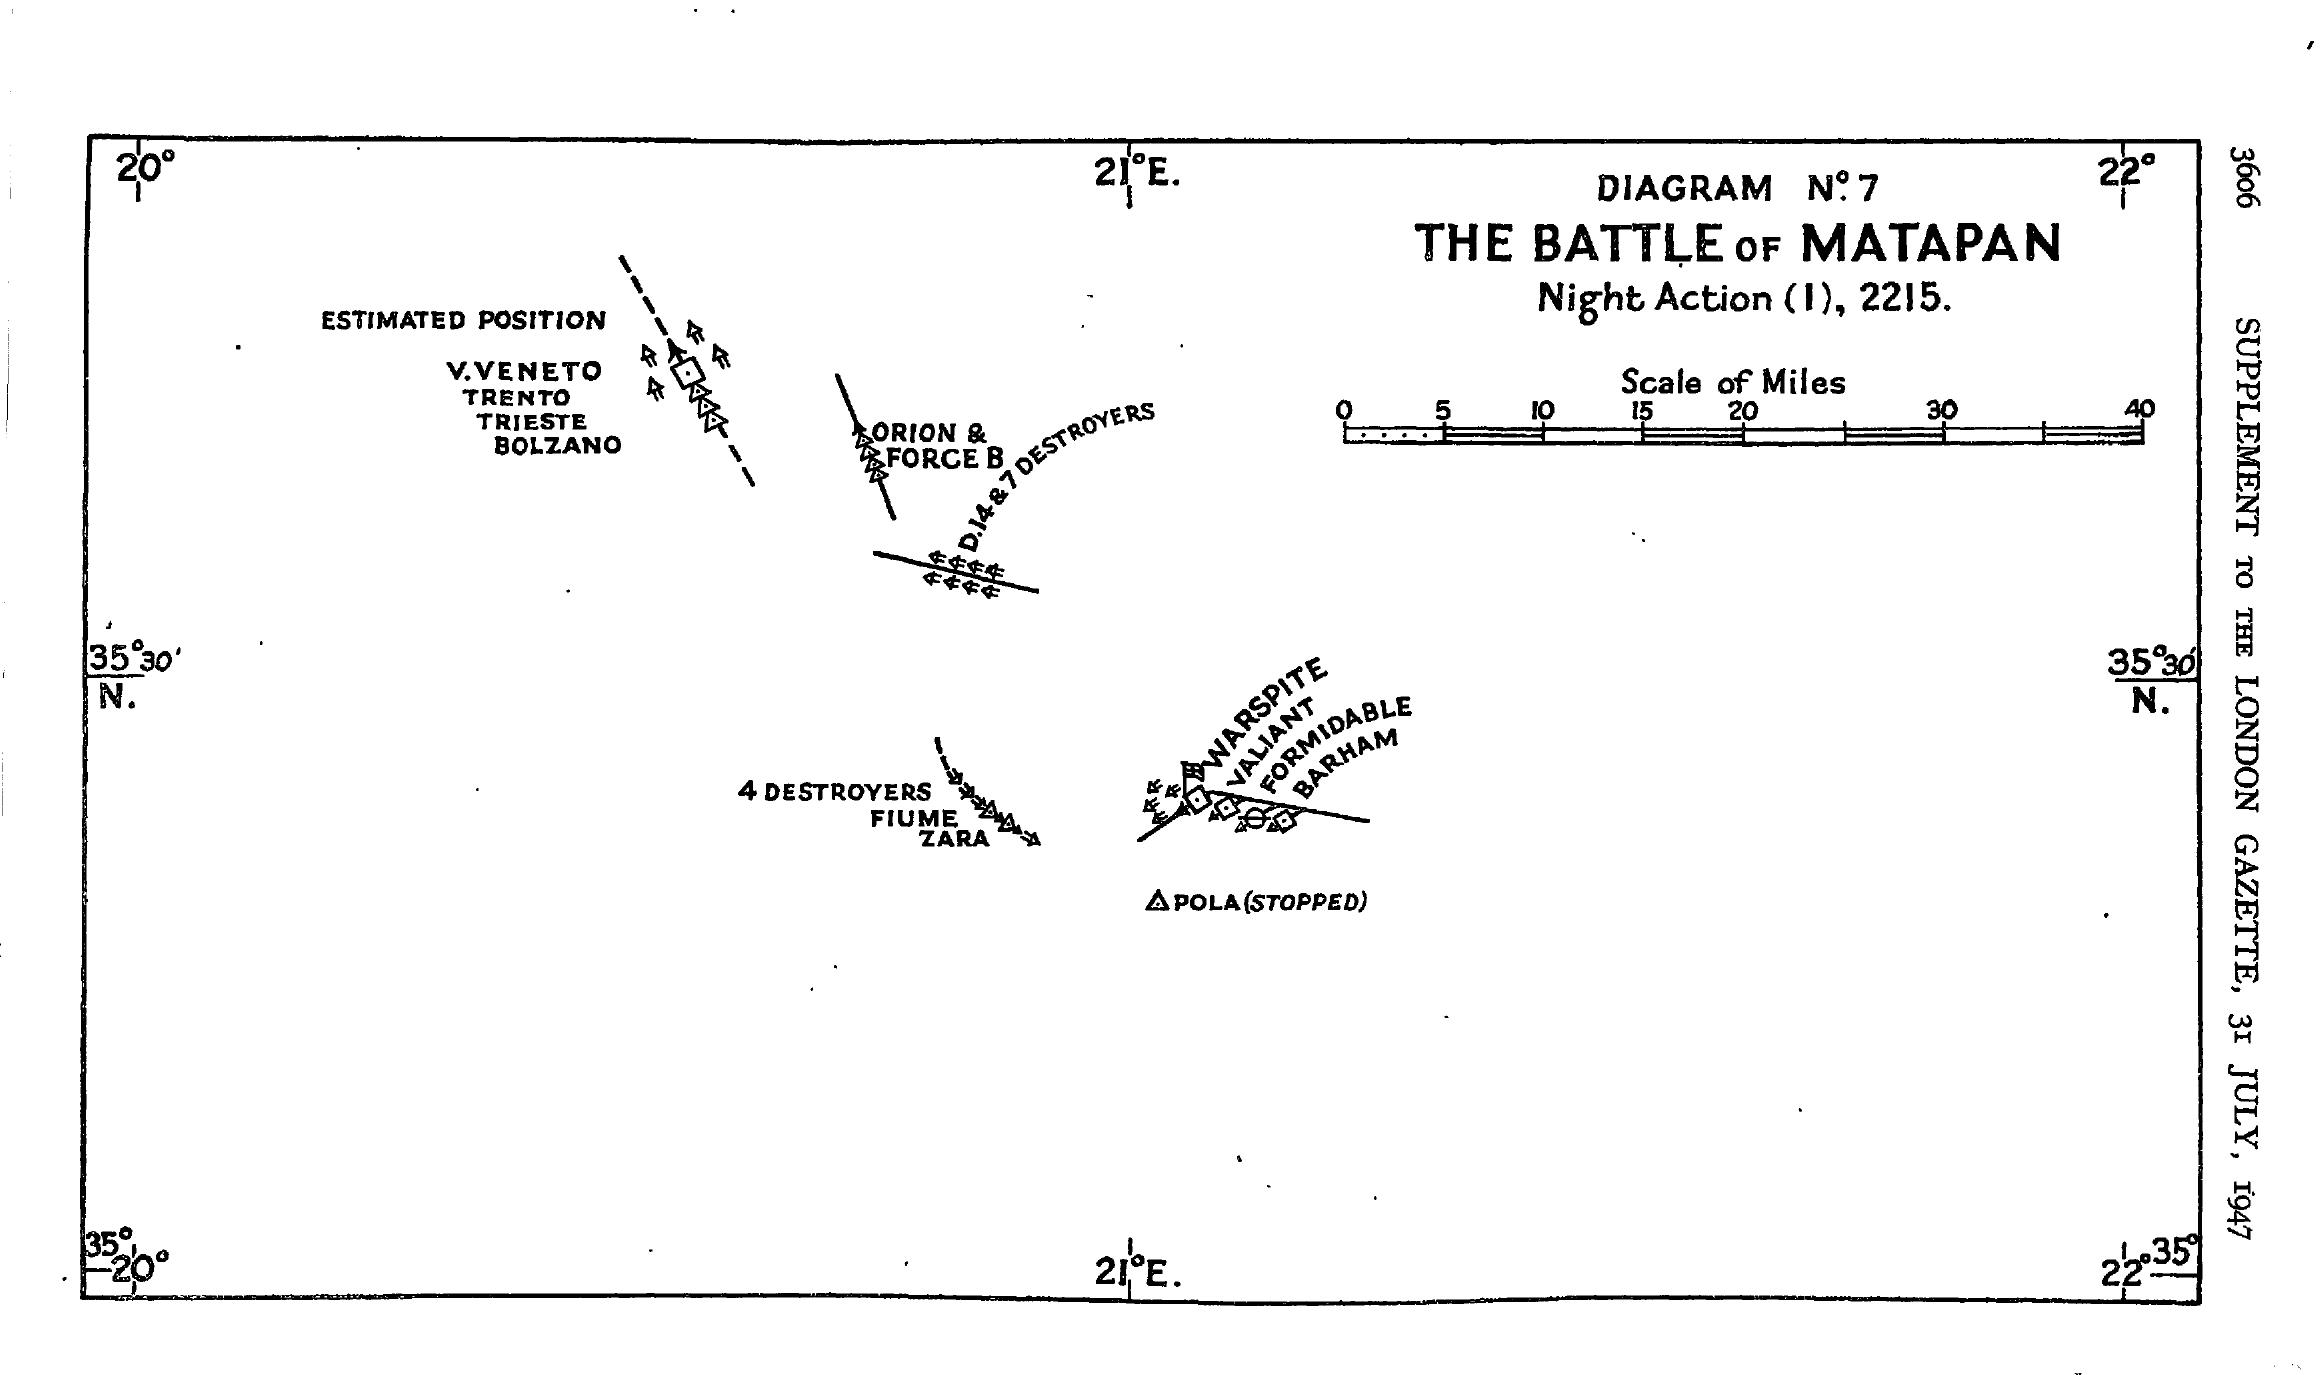 20°
21°E.
22°
DIAGRAM Nº 7
THE BATTLE OF MATAPAN
Night Action (1), 2215.
Scale of Miles
0 5 10 15 20 30 40
ESTIMATED POSITION
V. VENETO
TRENTO
TRIESTE
BOLZANO
ORION &
FORCE B
D.14 & 7 DESTROYERS
35°30'
N.
35°30'
N.
WARSPITE
VALIANT
FORMIDABLE
BARHAM
4 DESTROYERS
FIUME
ZARA
POLA (STOPPED)
35°
20°
21°E.
22°
35°
3606 SUPPLEMENT TO THE LONDON GAZETTE, 31 JULY, 1947